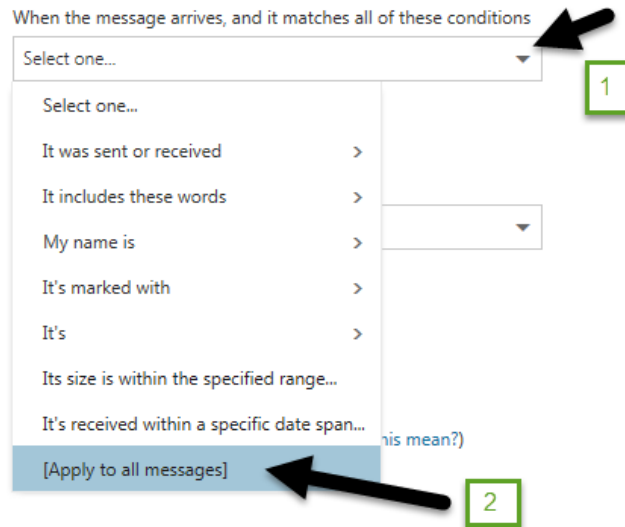 When the message arrives, and it matches all of these conditions
Select one...
1
Select one...
It was sent or received
It includes these words
My name is
It's marked with
It's
Its size is within the specified range...
It's received within a specific date span...
his mean?)
[Apply to all messages]
2